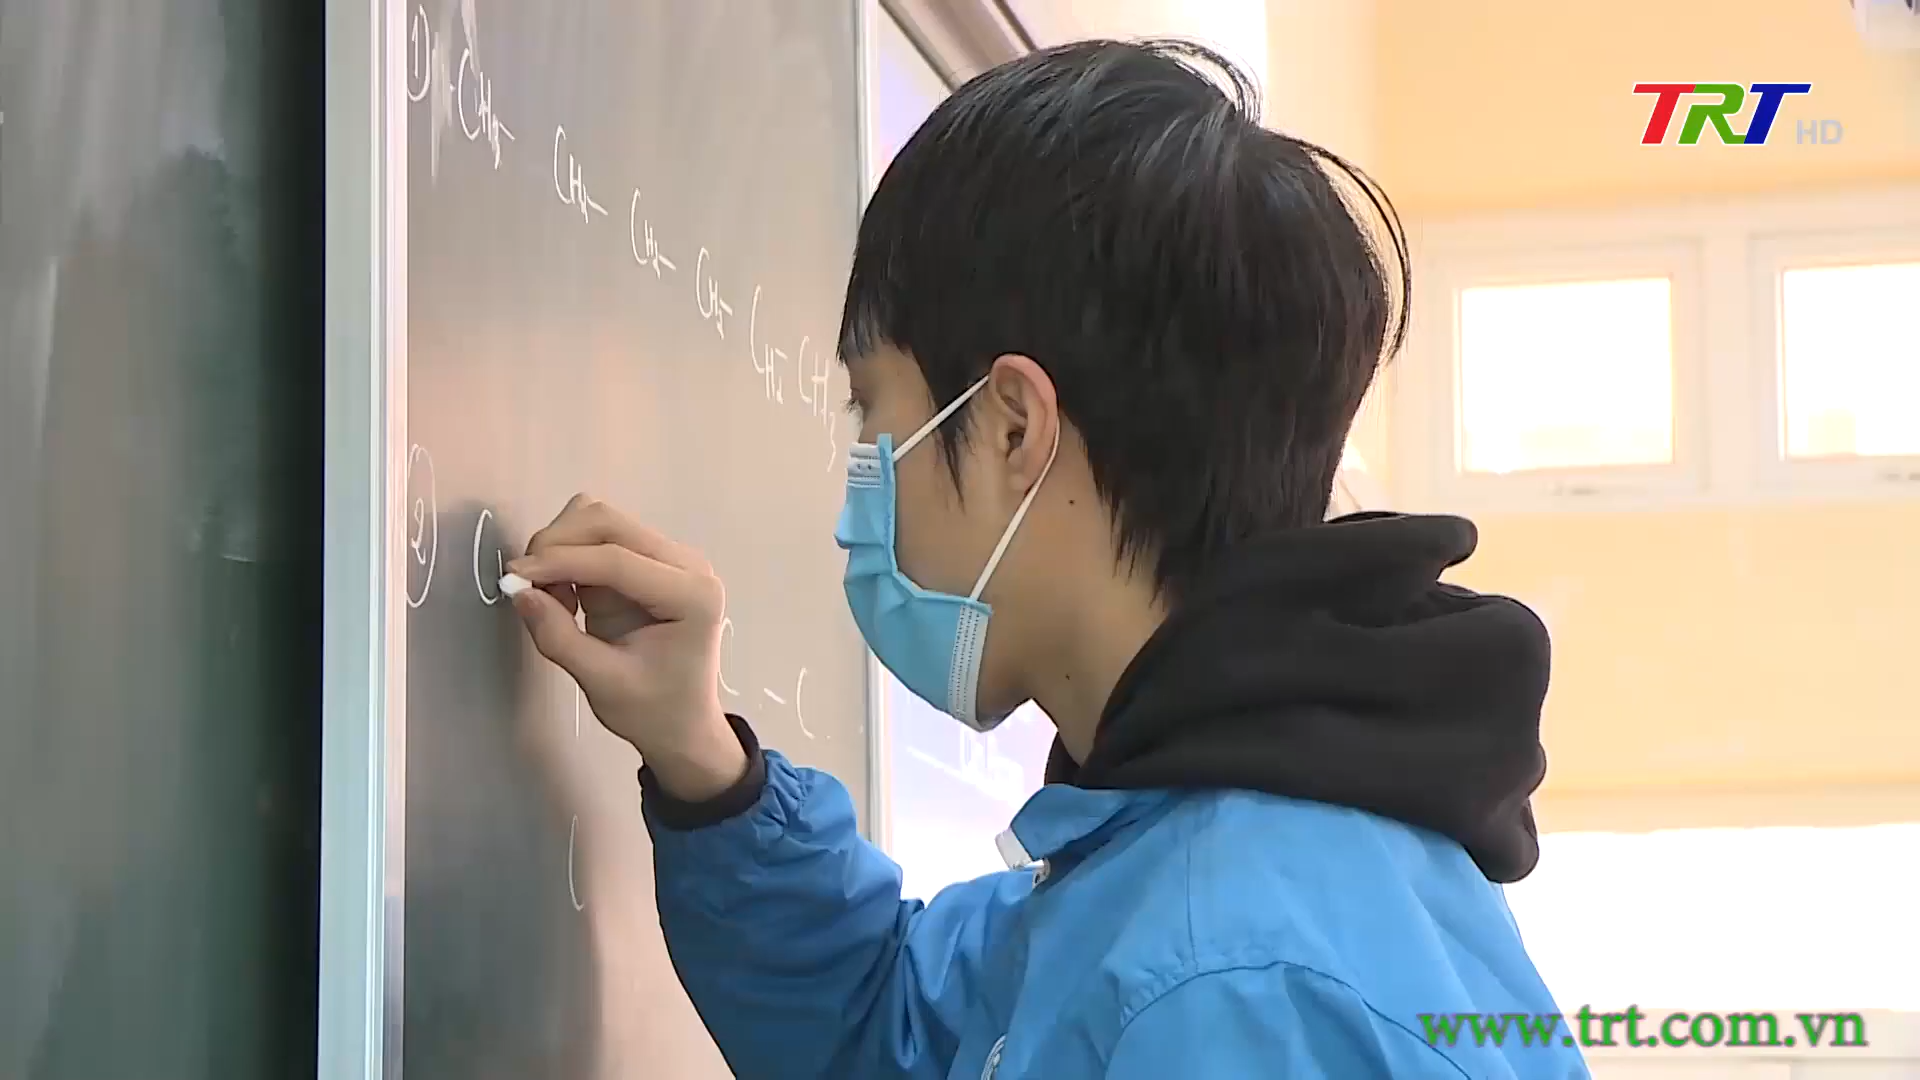 TRT HD
① CH₃-CH₂-CH₂-CH₂-CH₂-CH₃
② C
C - C
C
www.trt.com.vn